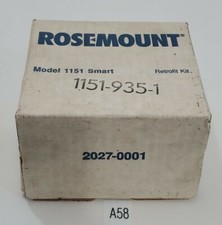 ROSEMOUNT®
Model 1151 Smart Retrofit Kit.
1151-935-1
2027-0001
A58